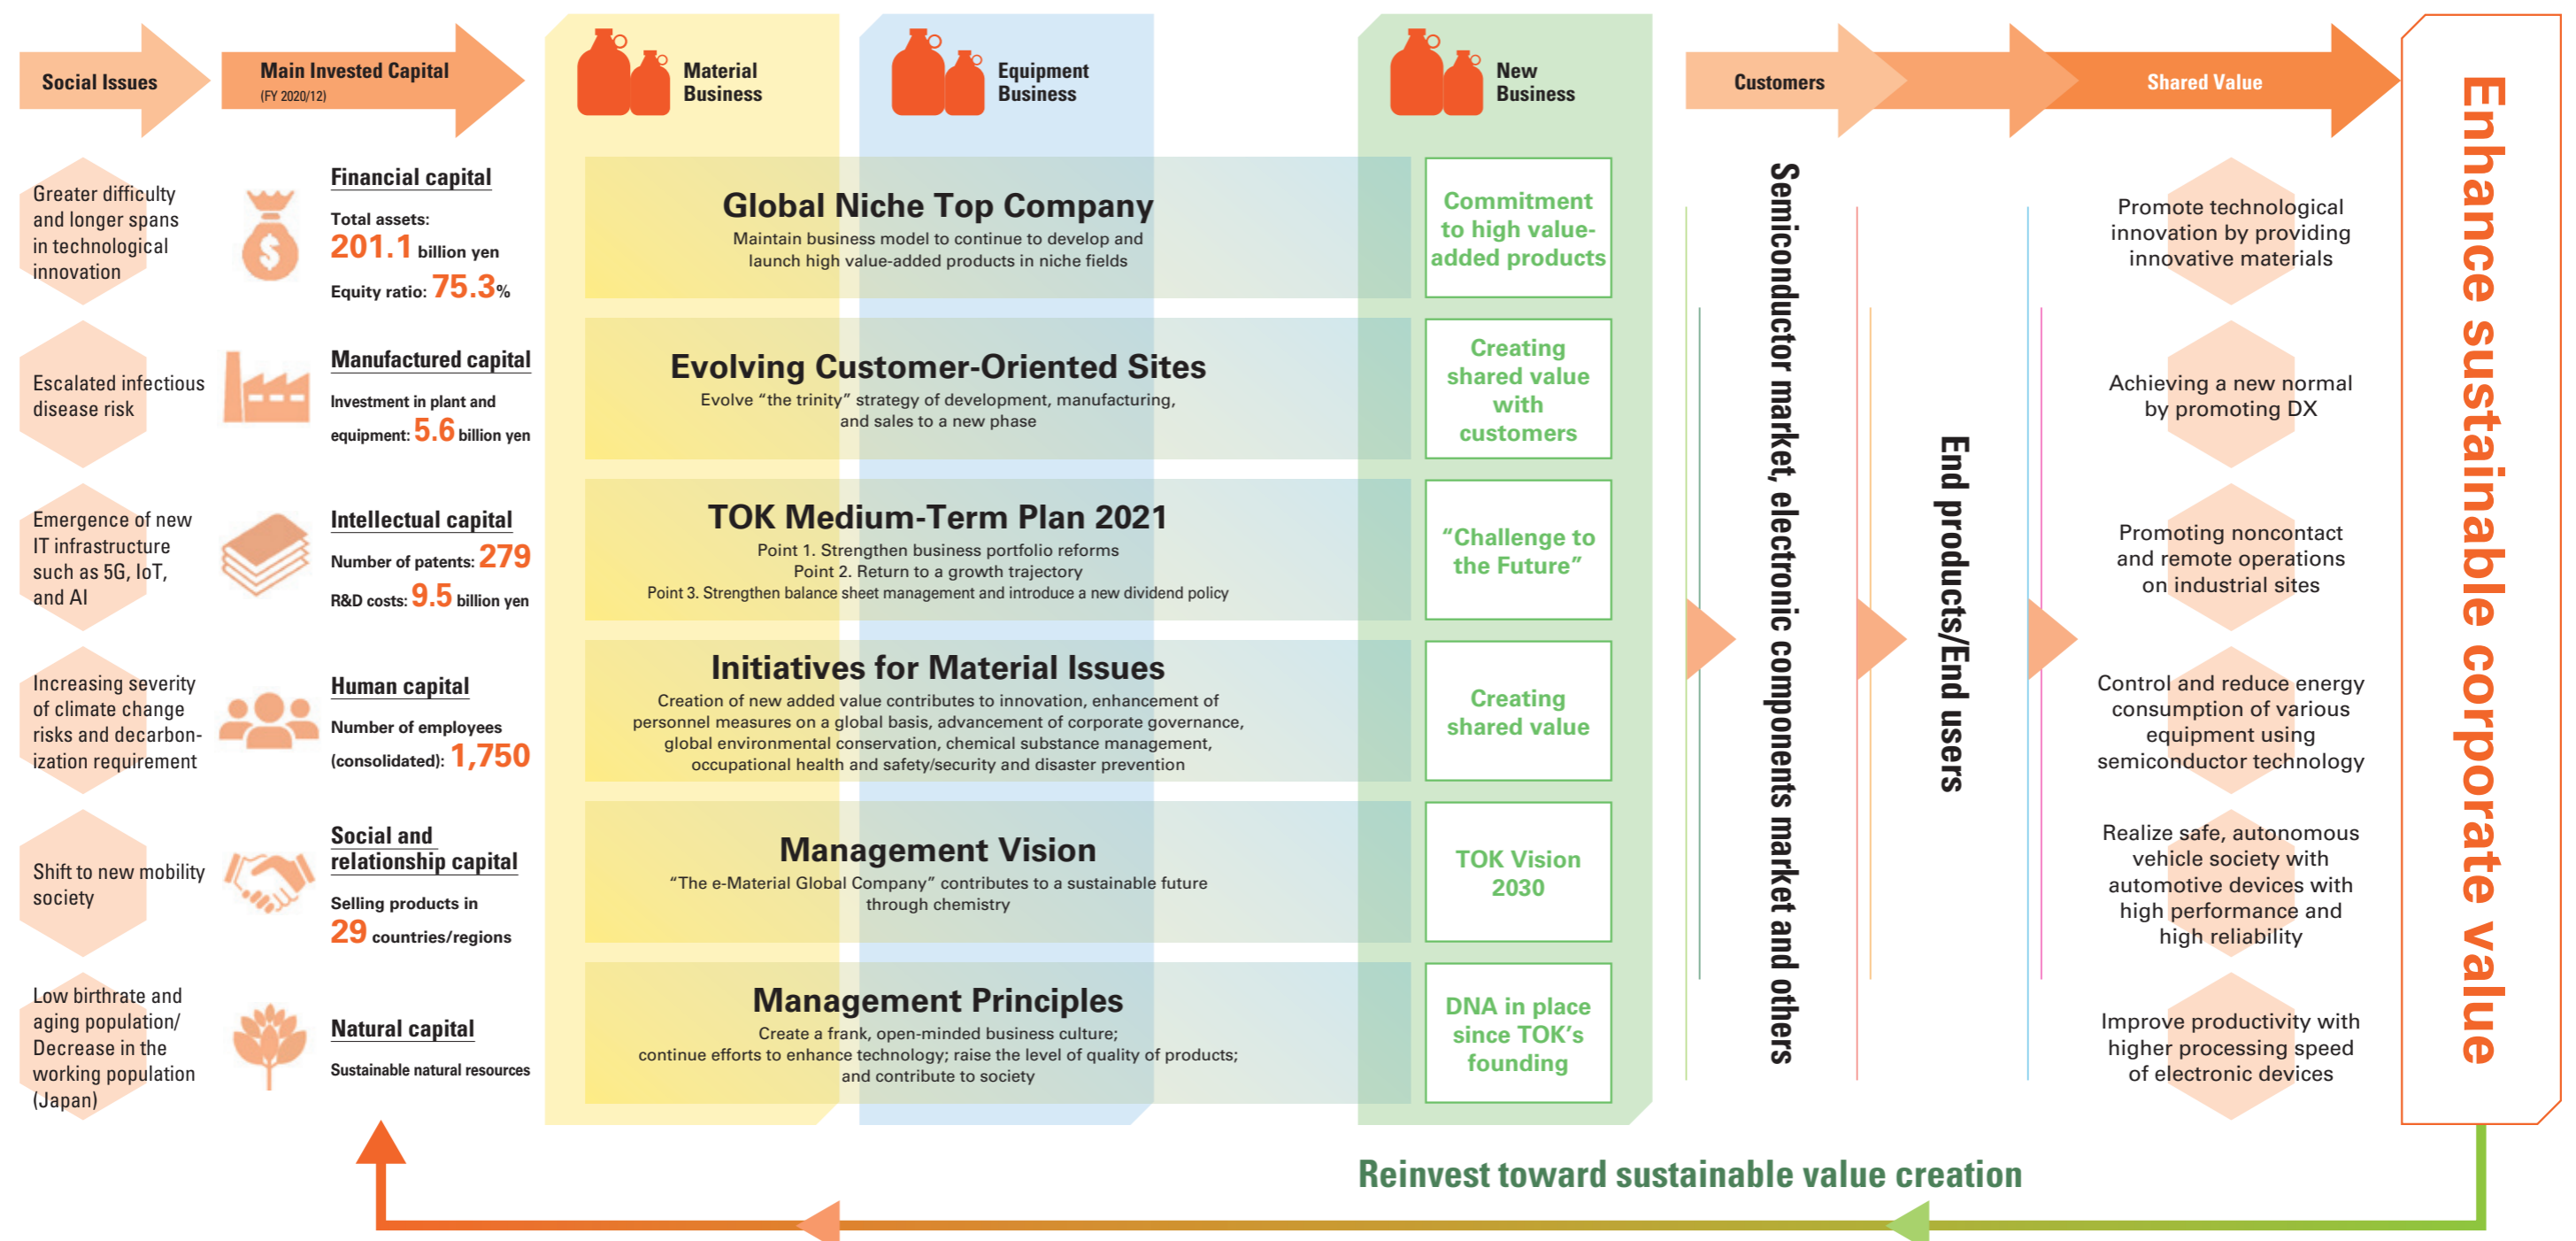 Social Issues
Main Invested Capital
(FY 2020/12)
Material
Business
Equipment
Business
New
Business
Customers
Shared Value
Greater difficulty
and longer spans
in technological
innovation
Escalated infectious
disease risk
Emergence of new
IT infrastructure
such as 5G, IoT,
and AI
Increasing severity
of climate change
risks and decarbon-
ization requirement
Shift to new mobility
society
Low birthrate and
aging population/
Decrease in the
working population
(Japan)
Financial capital
Total assets:
201.1 billion yen
Equity ratio: 75.3%
Manufactured capital
Investment in plant and
equipment: 5.6 billion yen
Intellectual capital
Number of patents: 279
R&D costs: 9.5 billion yen
Human capital
Number of employees
(consolidated): 1,750
Social and
relationship capital
Selling products in
29 countries/regions
Natural capital
Sustainable natural resources
Global Niche Top Company
Maintain business model to continue to develop and
launch high value-added products in niche fields
Commitment
to high value-
added products
Evolving Customer-Oriented Sites
Evolve “the trinity” strategy of development, manufacturing,
and sales to a new phase
Creating
shared value
with
customers
TOK Medium-Term Plan 2021
Point 1. Strengthen business portfolio reforms
Point 2. Return to a growth trajectory
Point 3. Strengthen balance sheet management and introduce a new dividend policy
“Challenge to
the Future”
Initiatives for Material Issues
Creation of new added value contributes to innovation, enhancement of
personnel measures on a global basis, advancement of corporate governance,
global environmental conservation, chemical substance management,
occupational health and safety/security and disaster prevention
Creating
shared value
Management Vision
“The e-Material Global Company” contributes to a sustainable future
through chemistry
TOK Vision
2030
Management Principles
Create a frank, open-minded business culture;
continue efforts to enhance technology; raise the level of quality of products;
and contribute to society
DNA in place
since TOK’s
founding
Semiconductor market, electronic components market and others
End products/End users
Promote technological
innovation by providing
innovative materials
Achieving a new normal
by promoting DX
Promoting noncontact
and remote operations
on industrial sites
Control and reduce energy
consumption of various
equipment using
semiconductor technology
Realize safe, autonomous
vehicle society with
automotive devices with
high performance and
high reliability
Improve productivity with
higher processing speed
of electronic devices
Enhance sustainable corporate value
Reinvest toward sustainable value creation